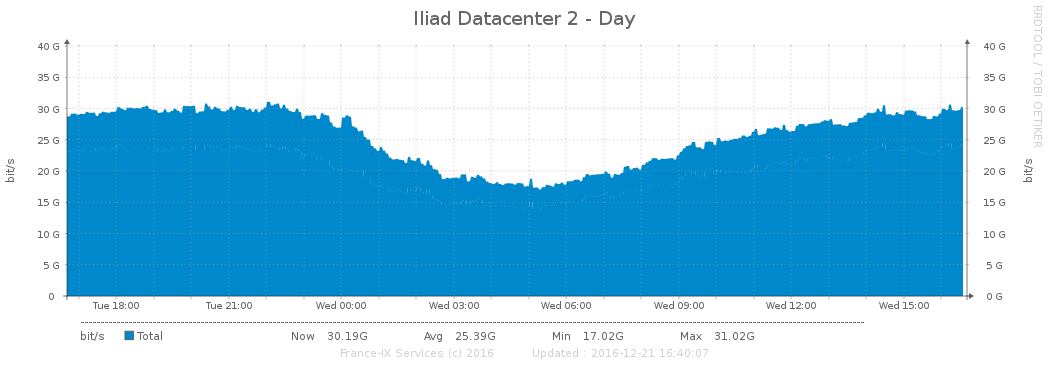 Iliad Datacenter 2 - Day
RRDTOOL / TOBI OETIKER
40 G 40 G
35 G 35 G
30 G 30 G
25 G 25 G
20 G 20 G
15 G 15 G
10 G 10 G
5 G 5 G
0 0 G
bit/s bit/s
Tue 18:00 Tue 21:00 Wed 00:00 Wed 03:00 Wed 06:00 Wed 09:00 Wed 12:00 Wed 15:00
bit/s Total Now 30.19G Avg 25.39G Min 17.02G Max 31.02G
France-IX Services (c) 2016 Updated : 2016-12-21 16:40:07